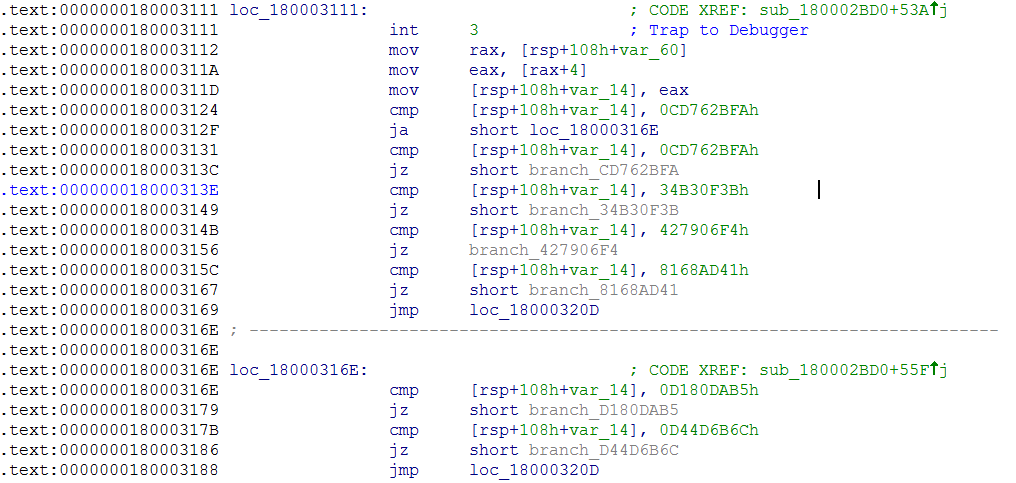 .text:0000000180003111 loc_180003111: ; CODE XREF: sub_180002BD0+53A↑j
.text:0000000180003111 int 3 ; Trap to Debugger
.text:0000000180003112 mov rax, [rsp+108h+var_60]
.text:000000018000311A mov eax, [rax+4]
.text:000000018000311D mov [rsp+108h+var_14], eax
.text:0000000180003124 cmp [rsp+108h+var_14], 0CD762BFAh
.text:000000018000312F ja short loc_18000316E
.text:0000000180003131 cmp [rsp+108h+var_14], 0CD762BFAh
.text:000000018000313C jz short branch_CD762BFA
.text:000000018000313E cmp [rsp+108h+var_14], 34B30F3Bh
.text:0000000180003149 jz short branch_34B30F3B
.text:000000018000314B cmp [rsp+108h+var_14], 427906F4h
.text:0000000180003156 jz branch_427906F4
.text:000000018000315C cmp [rsp+108h+var_14], 8168AD41h
.text:0000000180003167 jz short branch_8168AD41
.text:0000000180003169 jmp loc_18000320D
.text:000000018000316E ; ---------------------------------------------------------------------------
.text:000000018000316E
.text:000000018000316E loc_18000316E: ; CODE XREF: sub_180002BD0+55F↑j
.text:000000018000316E cmp [rsp+108h+var_14], 0D180DAB5h
.text:0000000180003179 jz short branch_D180DAB5
.text:000000018000317B cmp [rsp+108h+var_14], 0D44D6B6Ch
.text:0000000180003186 jz short branch_D44D6B6C
.text:0000000180003188 jmp loc_18000320D